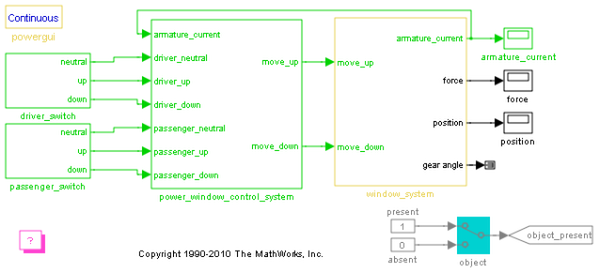 Continuous
powergui
neutral
up
down
driver_switch
neutral
up
down
passenger_switch
armature_current
driver_neutral
driver_up
driver_down
passenger_neutral
passenger_up
passenger_down
move_up
move_down
power_window_control_system
move_up
move_down
armature_current
force
position
gear angle
window_system
armature_current
force
position
?
Copyright 1990-2010 The MathWorks, Inc.
present
1
0
absent
object
object_present